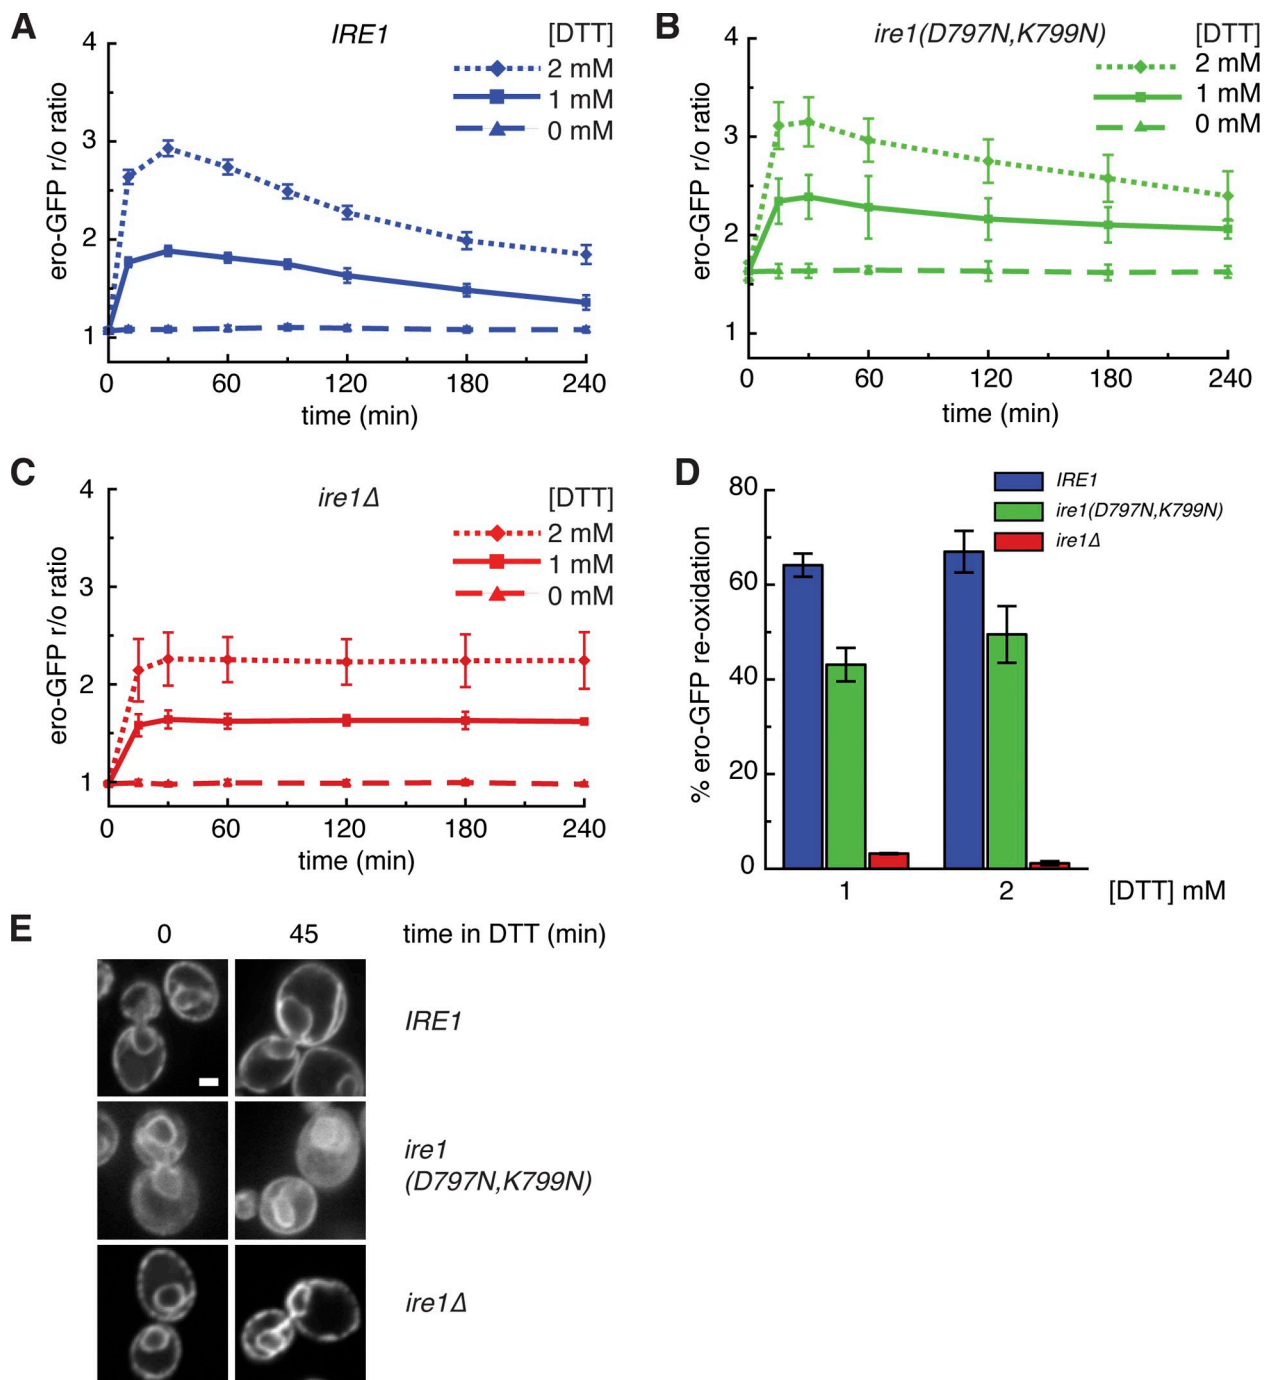 A
IRE1
[DTT]
2 mM
1 mM
0 mM
4
3
2
1
ero-GFP r/o ratio
0 60 120 180 240
time (min)
B
ire1(D797N,K799N)
[DTT]
2 mM
1 mM
0 mM
4
3
2
1
ero-GFP r/o ratio
0 60 120 180 240
time (min)
C
ire1Δ
[DTT]
2 mM
1 mM
0 mM
4
3
2
1
ero-GFP r/o ratio
0 60 120 180 240
time (min)
D
IRE1
ire1(D797N,K799N)
ire1Δ
80
60
40
20
0
% ero-GFP re-oxidation
1 2 [DTT] mM
E
0 45 time in DTT (min)
IRE1
ire1
(D797N,K799N)
ire1Δ